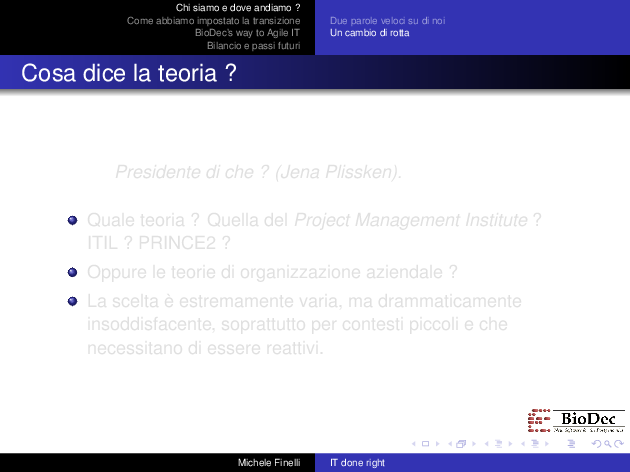 Chi siamo e dove andiamo ?
Come abbiamo impostato la transizione
BioDec's way to Agile IT
Bilancio e passi futuri
Due parole veloci su di noi
Un cambio di rotta
Cosa dice la teoria ?
Presidente di che ? (Jena Plissken).
Quale teoria ? Quella del Project Management Institute ?
ITIL ? PRINCE2 ?
Oppure le teorie di organizzazione aziendale ?
La scelta è estremamente varia, ma drammaticamente
insoddisfacente, soprattutto per contesti piccoli e che
necessitano di essere reattivi.
BioDec
Michele Finelli
IT done right